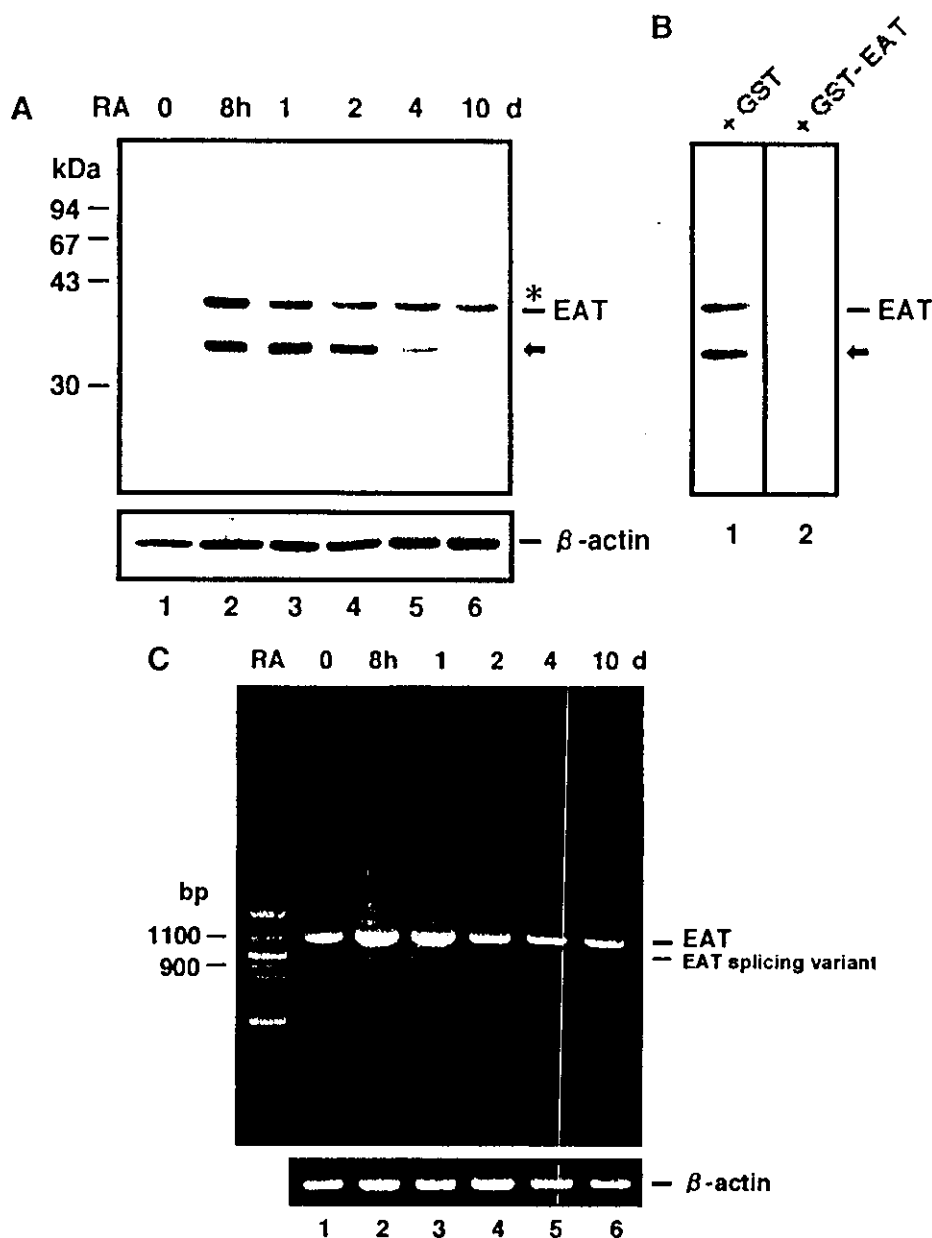 A RA 0 8h 1 2 4 10 d
kDa
94 —
67 —
43 —
30 —
*
— EAT
←
— β-actin
1 2 3 4 5 6
B
+ GST
+ GST-EAT
— EAT
←
1 2
C RA 0 8h 1 2 4 10 d
bp
1100 —
900 —
— EAT
— EAT splicing variant
— β-actin
1 2 3 4 5 6